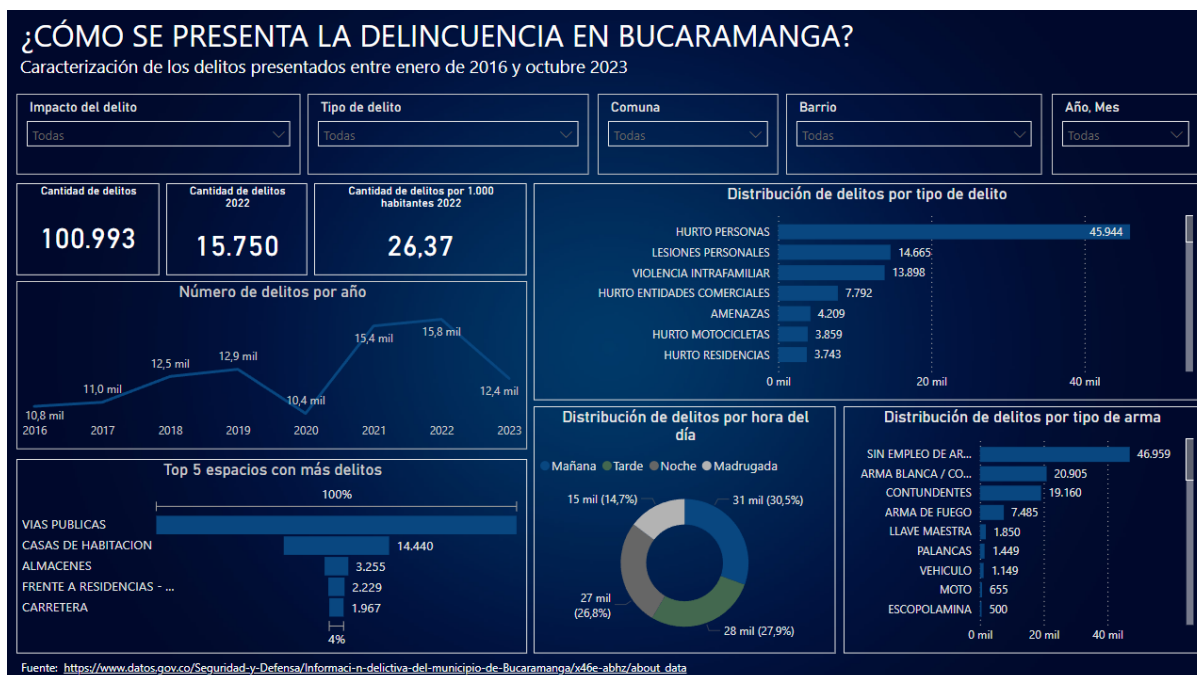 ¿CÓMO SE PRESENTA LA DELINCUENCIA EN BUCARAMANGA?
Caracterización de los delitos presentados entre enero de 2016 y octubre 2023
Impacto del delito
Todas
Tipo de delito
Todas
Comuna
Todas
Barrio
Todas
Año, Mes
Todas
Cantidad de delitos
100.993
Cantidad de delitos
2022
15.750
Cantidad de delitos por 1.000
habitantes 2022
26,37
Distribución de delitos por tipo de delito
HURTO PERSONAS 45.944
LESIONES PERSONALES 14.665
VIOLENCIA INTRAFAMILIAR 13.898
HURTO ENTIDADES COMERCIALES 7.792
AMENAZAS 4.209
HURTO MOTOCICLETAS 3.859
HURTO RESIDENCIAS 3.743
0 mil 20 mil 40 mil
Número de delitos por año
10,8 mil 11,0 mil 12,5 mil 12,9 mil 10,4 mil 15,4 mil 15,8 mil 12,4 mil
2016 2017 2018 2019 2020 2021 2022 2023
Top 5 espacios con más delitos
100%
VIAS PUBLICAS
CASAS DE HABITACION 14.440
ALMACENES 3.255
FRENTE A RESIDENCIAS - ... 2.229
CARRETERA 1.967
4%
Distribución de delitos por hora del
día
Mañana Tarde Noche Madrugada
15 mil (14,7%) 31 mil (30,5%)
27 mil
(26,8%)
28 mil (27,9%)
Distribución de delitos por tipo de arma
SIN EMPLEO DE AR... 46.959
ARMA BLANCA / CO... 20.905
CONTUNDENTES 19.160
ARMA DE FUEGO 7.485
LLAVE MAESTRA 1.850
PALANCAS 1.449
VEHICULO 1.149
MOTO 655
ESCOPOLAMINA 500
0 mil 20 mil 40 mil
Fuente: https://www.datos.gov.co/Seguridad-y-Defensa/Informaci-n-delictiva-del-municipio-de-Bucaramanga/x46e-abhz/about_data